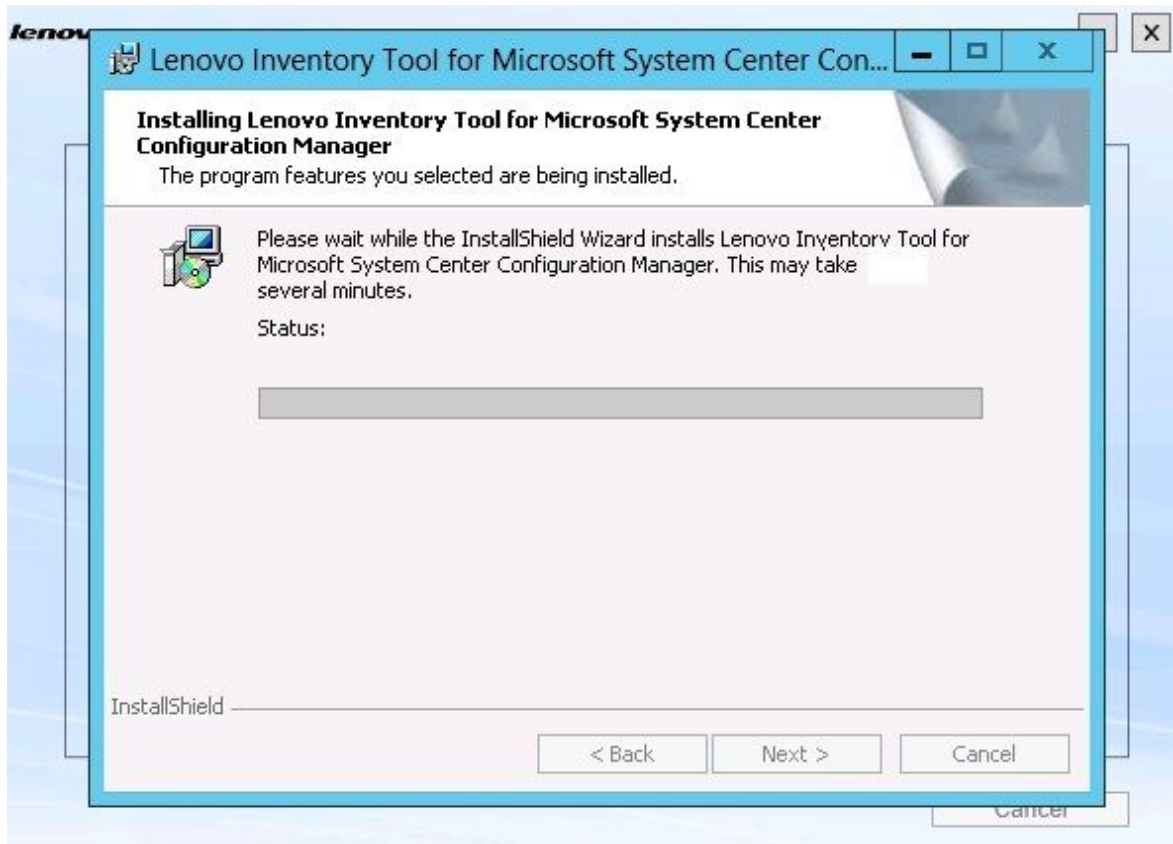 lenov
Lenovo Inventory Tool for Microsoft System Center Con...
Installing Lenovo Inventory Tool for Microsoft System Center
Configuration Manager
The program features you selected are being installed.
Please wait while the InstallShield Wizard installs Lenovo Inventory Tool for
Microsoft System Center Configuration Manager. This may take
several minutes.
Status:
InstallShield
< Back
Next >
Cancel
Cancel